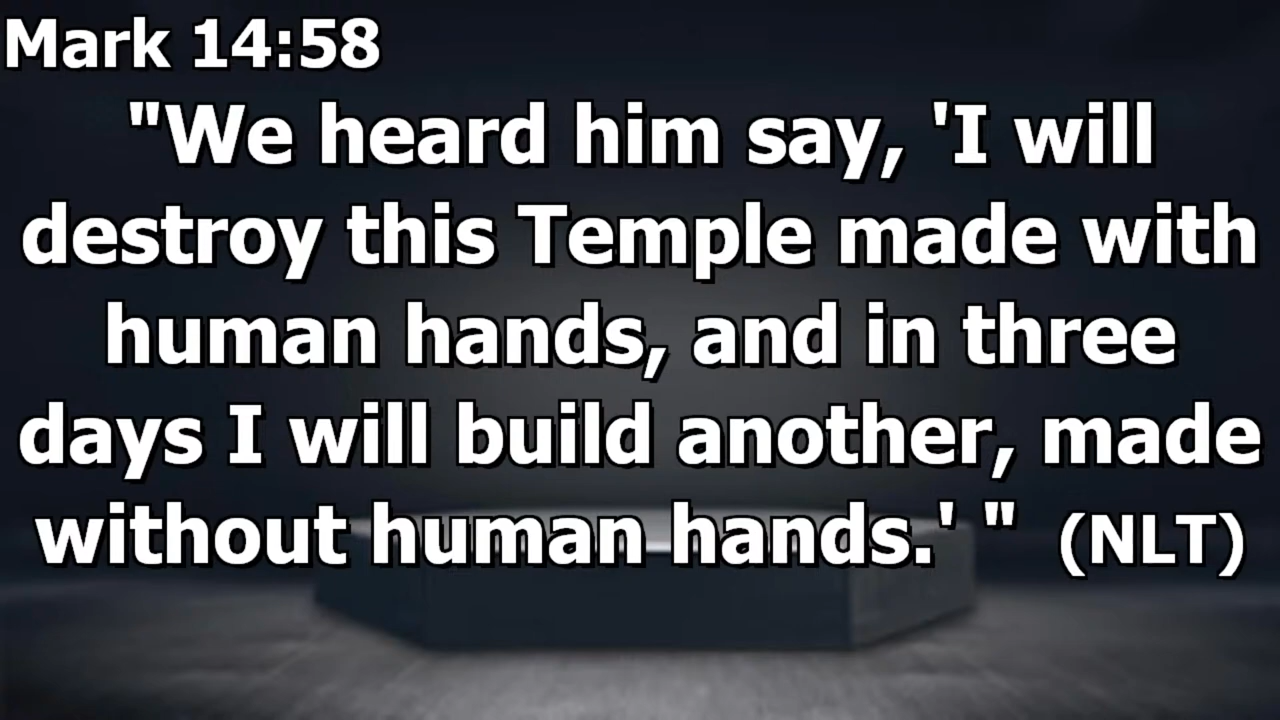 Mark 14:58
"We heard him say, 'I will
destroy this Temple made with
human hands, and in three
days I will build another, made
without human hands.' " (NLT)